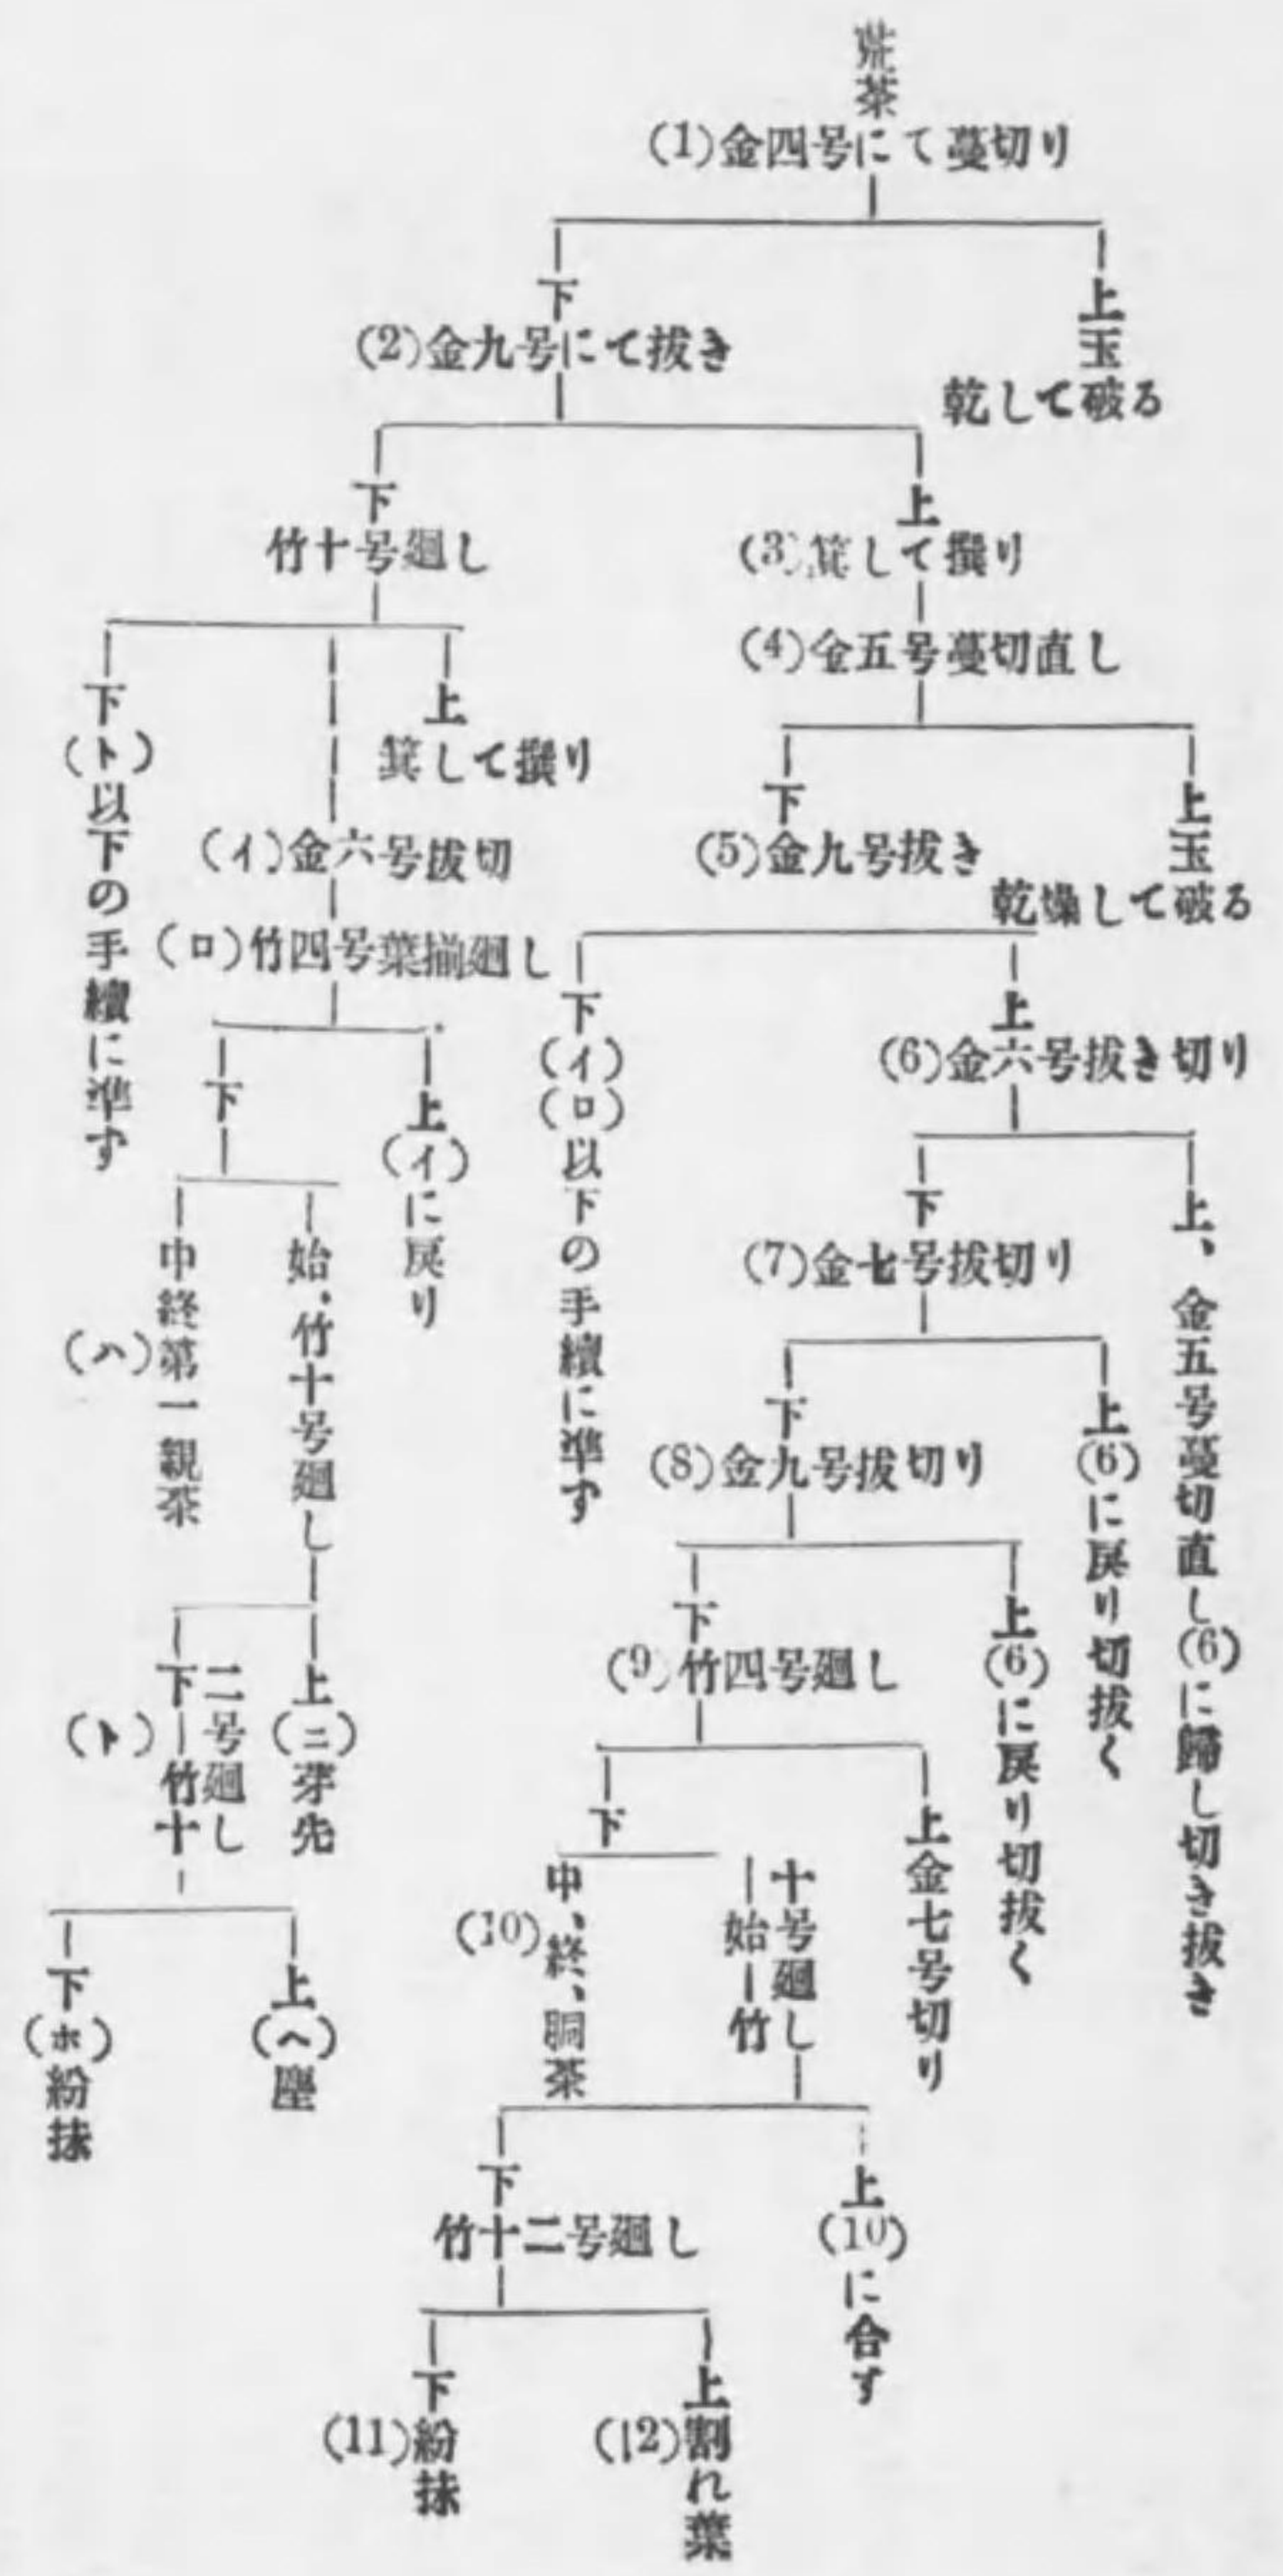 荒茶
(1)金四号にて蔓切り
上玉
乾して破る
下
(2)金九号にて抜き
上
(3)箕して撰り
(4)金五号蔓切直し
上玉
乾燥して破る
下
(5)金九号抜き
上
(6)金六号抜き切り
上、金五号蔓切直し(6)に歸し切き抜き
下
(7)金七号抜切り
上(6)に戻り切抜く
下
(8)金九号抜切り
上(6)に戻り切抜く
下
(9)竹四号廻し
上金七号切り
下
始―竹
十号廻し
中、終、胴茶
(10)
上
(10)に合す
下
竹十二号廻し
上割れ葉
(12)
下紛抹
(11)
下(イ)(ロ)以下の手續に準ず
下
竹十号廻し
上
箕して撰り
(イ)金六号抜切
(ロ)竹四号葉揃廻し
上(イ)に戻り
下
始、竹十号廻し
中終第一親茶
(ハ)
上(ニ)芽先
下―竹十
二号廻し
(ト)
上(ヘ)塵
下(ホ)紛抹
下(ト)以下の手續に準ず